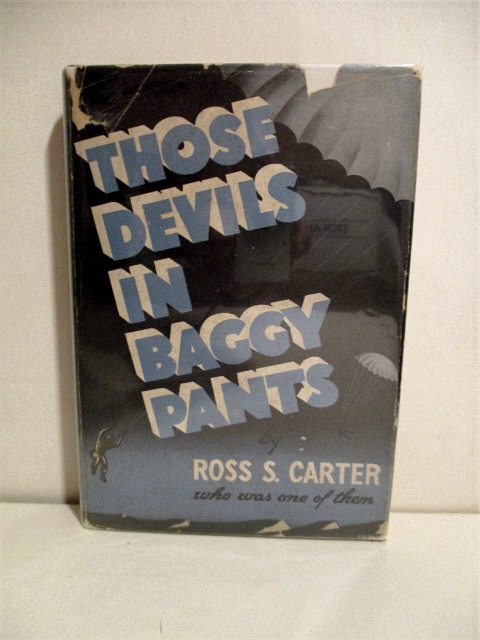 THOSE
DEVILS
IN
BAGGY
PANTS
by
ROSS S. CARTER
who was one of them